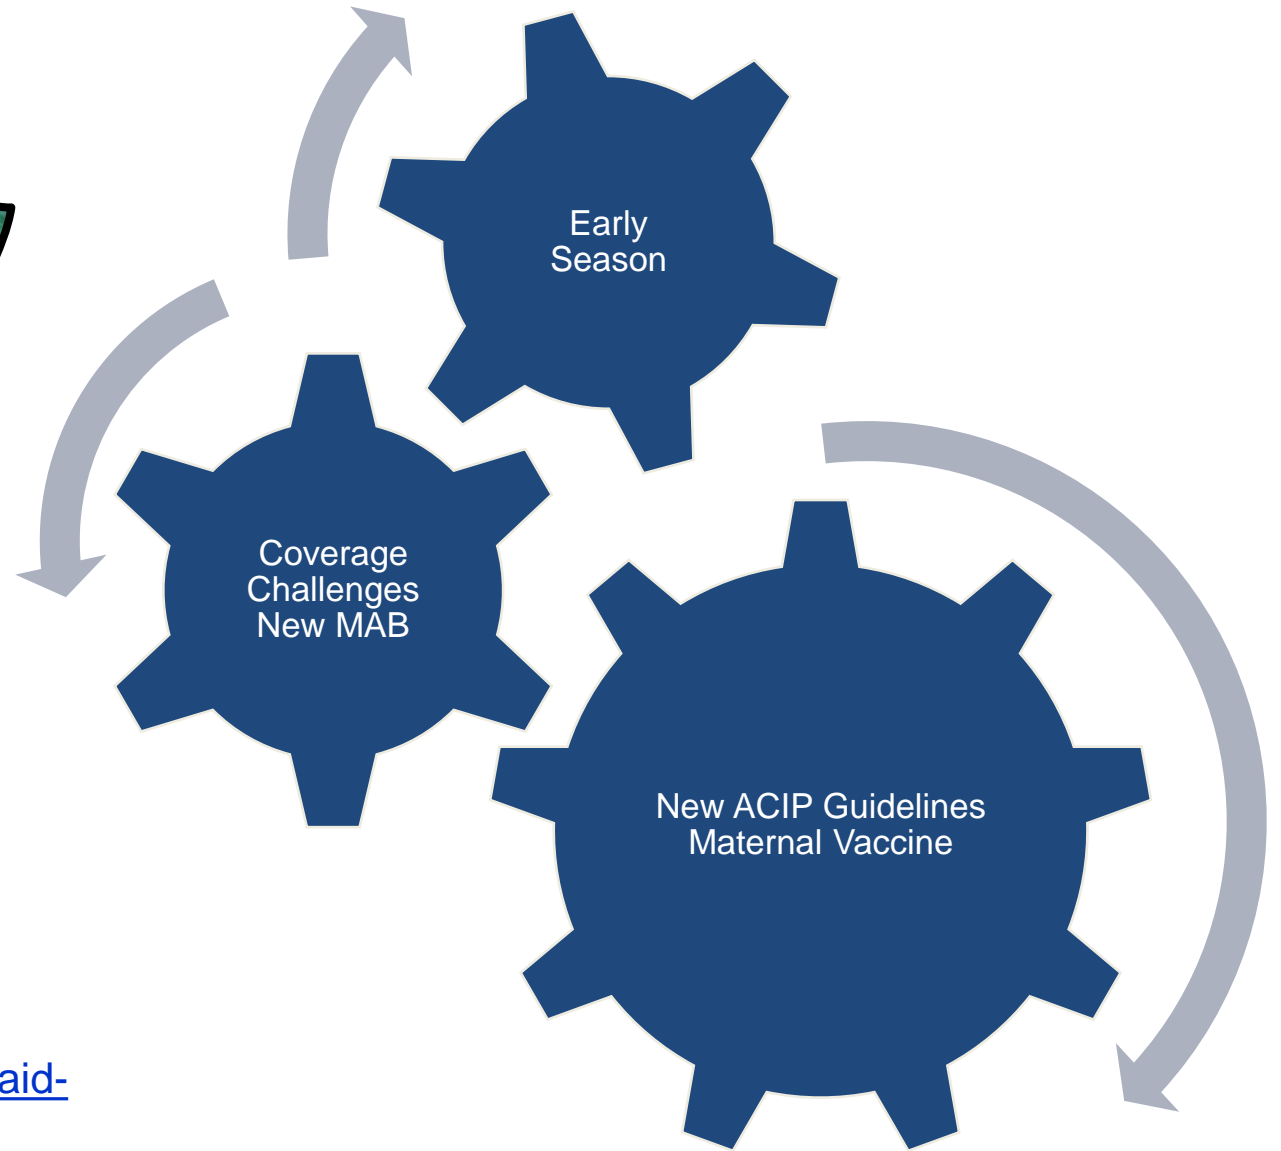 Early
Season
Coverage
Challenges
New MAB
New ACIP Guidelines
Maternal Vaccine
aid-